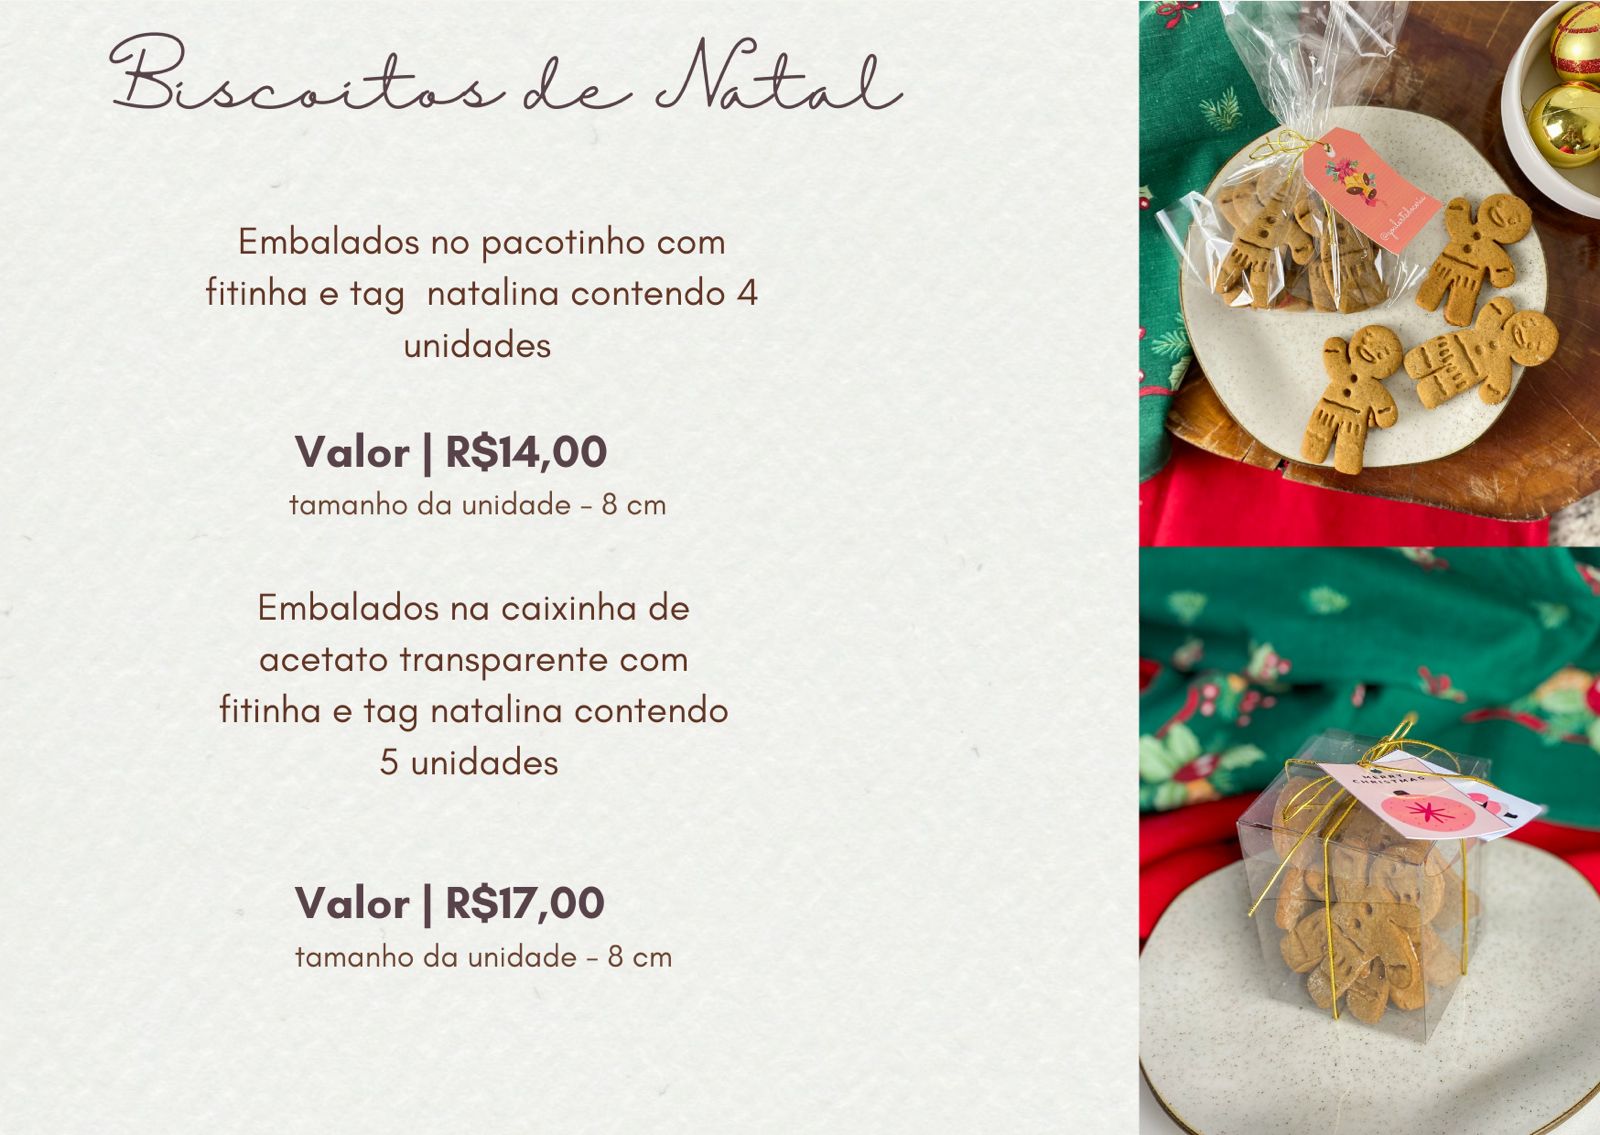 Biscoitos de Natal
Embalados no pacotinho com
fitinha e tag natalina contendo 4
unidades
Valor | R$14,00
tamanho da unidade - 8 cm
Embalados na caixinha de
acetato transparente com
fitinha e tag natalina contendo
5 unidades
Valor | R$17,00
tamanho da unidade - 8 cm
MERRY
CHRISTMAS